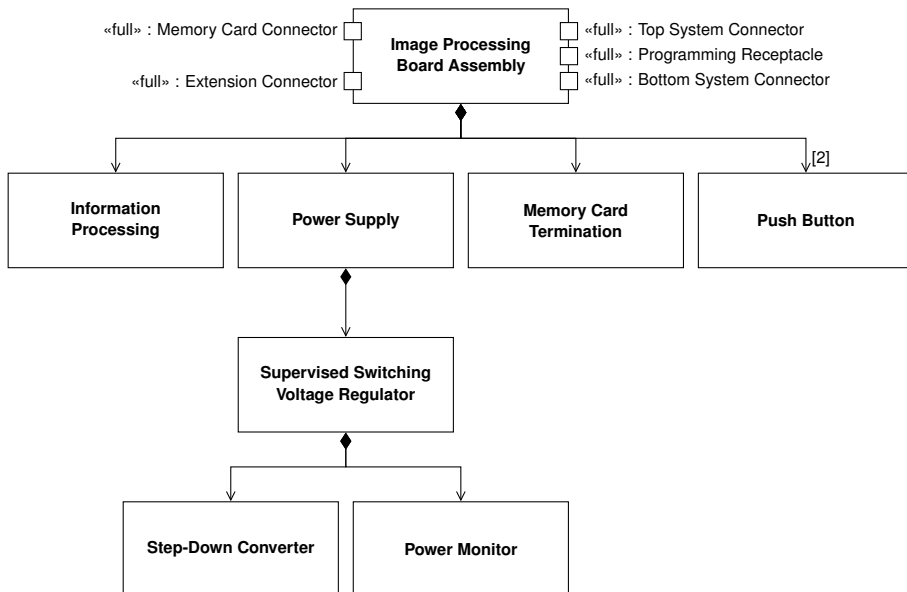 «full» : Memory Card Connector
«full» : Extension Connector
Image Processing
Board Assembly
«full» : Top System Connector
«full» : Programming Receptacle
«full» : Bottom System Connector
[2]
Information
Processing
Power Supply
Memory Card
Termination
Push Button
Supervised Switching
Voltage Regulator
Step-Down Converter
Power Monitor